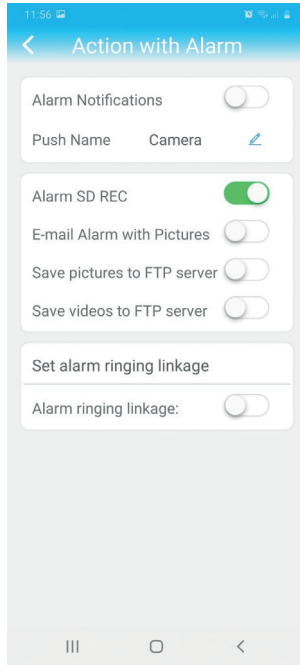 11:56
Action with Alarm
Alarm Notifications
Push Name Camera
Alarm SD REC
E-mail Alarm with Pictures
Save pictures to FTP server
Save videos to FTP server
Set alarm ringing linkage
Alarm ringing linkage: